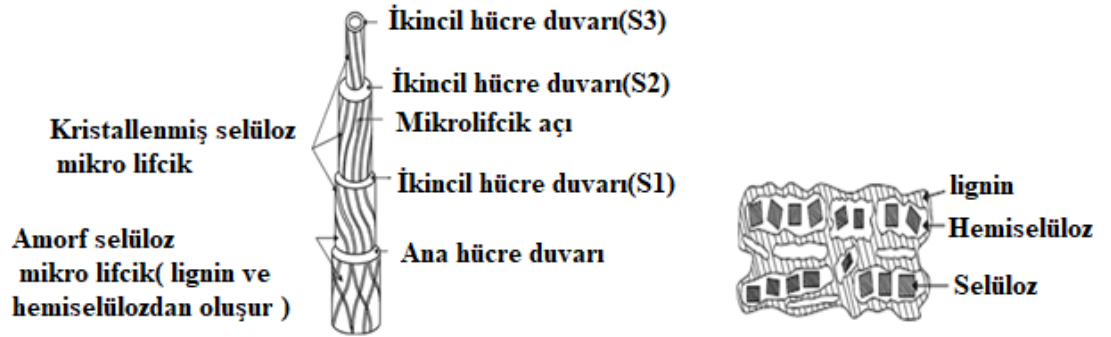 İkincil hücre duvarı(S3)
İkincil hücre duvarı(S2)
Mikrolifcik açı
Kristallenmiş selüloz
mikro lifcik
İkincil hücre duvarı(S1)
Amorf selüloz
mikro lifcik( lignin ve
hemiselülozdan oluşur )
Ana hücre duvarı
lignin
Hemiselüloz
Selüloz